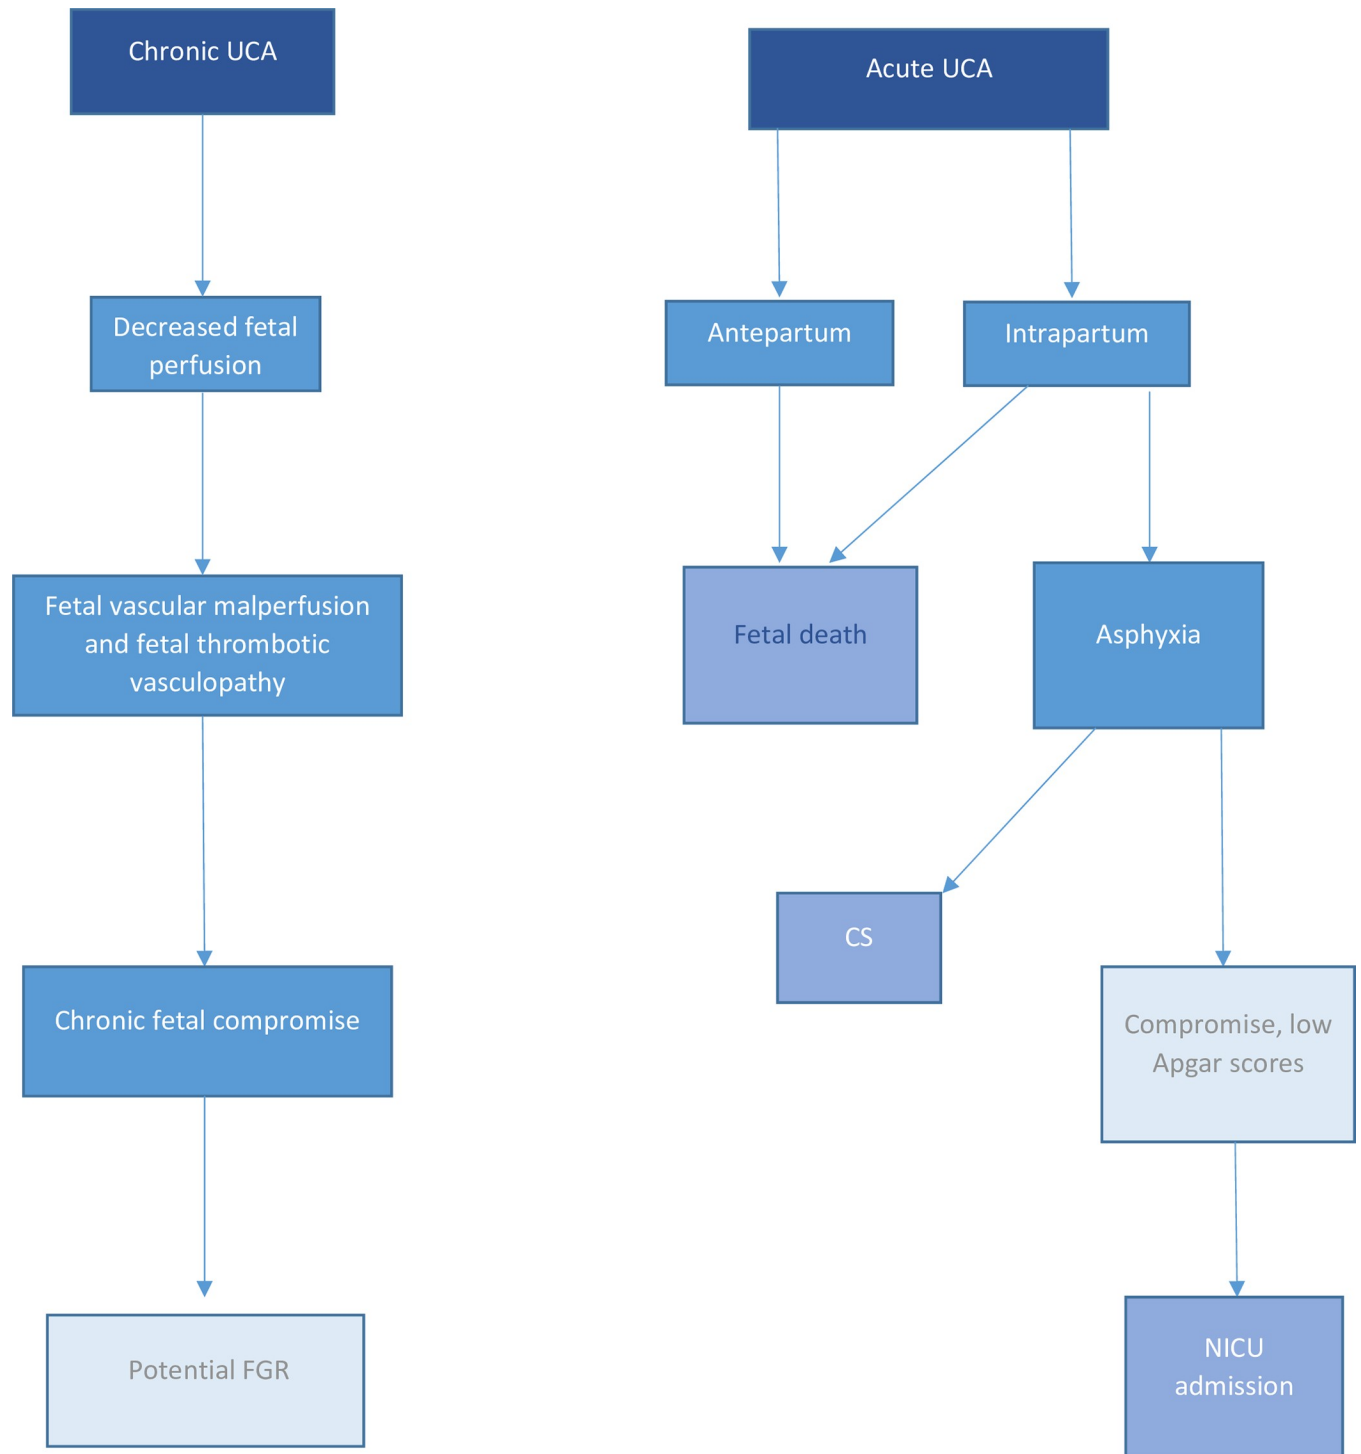 Chronic UCA
Decreased fetal
perfusion
Fetal vascular malperfusion
and fetal thrombotic
vasculopathy
Chronic fetal compromise
Potential FGR
Acute UCA
Antepartum
Intrapartum
Fetal death
Asphyxia
CS
Compromise, low
Apgar scores
NICU
admission